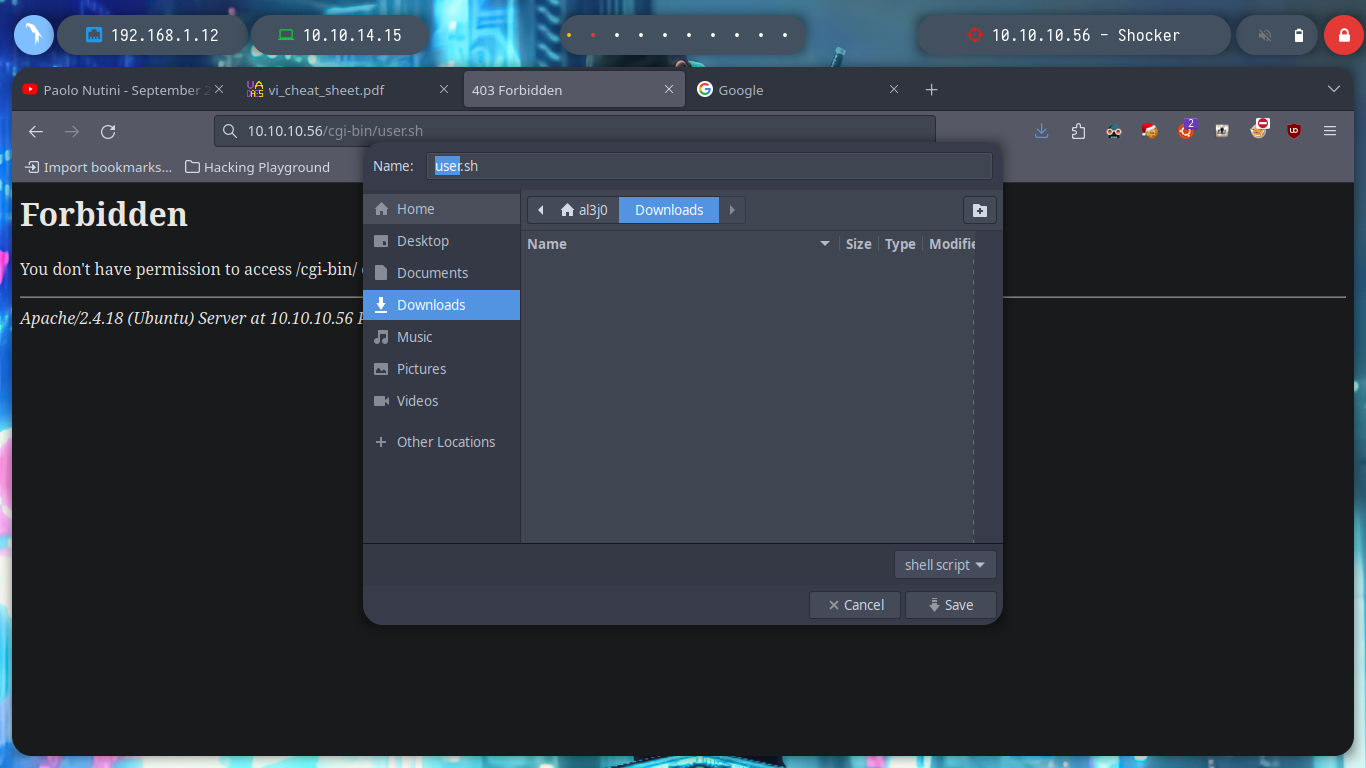 192.168.1.12
10.10.14.15
10.10.10.56 - Shocker
Paolo Nutini - September 2
vi_cheat_sheet.pdf
403 Forbidden
Google
10.10.10.56/cgi-bin/user.sh
2
Import bookmarks...
Hacking Playground
Name:
user.sh
Forbidden
You don't have permission to access /cgi-bin/
Apache/2.4.18 (Ubuntu) Server at 10.10.10.56
Home
Desktop
Documents
Downloads
Music
Pictures
Videos
Other Locations
al3j0
Downloads
Name
Size
Type
Modifie
shell script
Cancel
Save